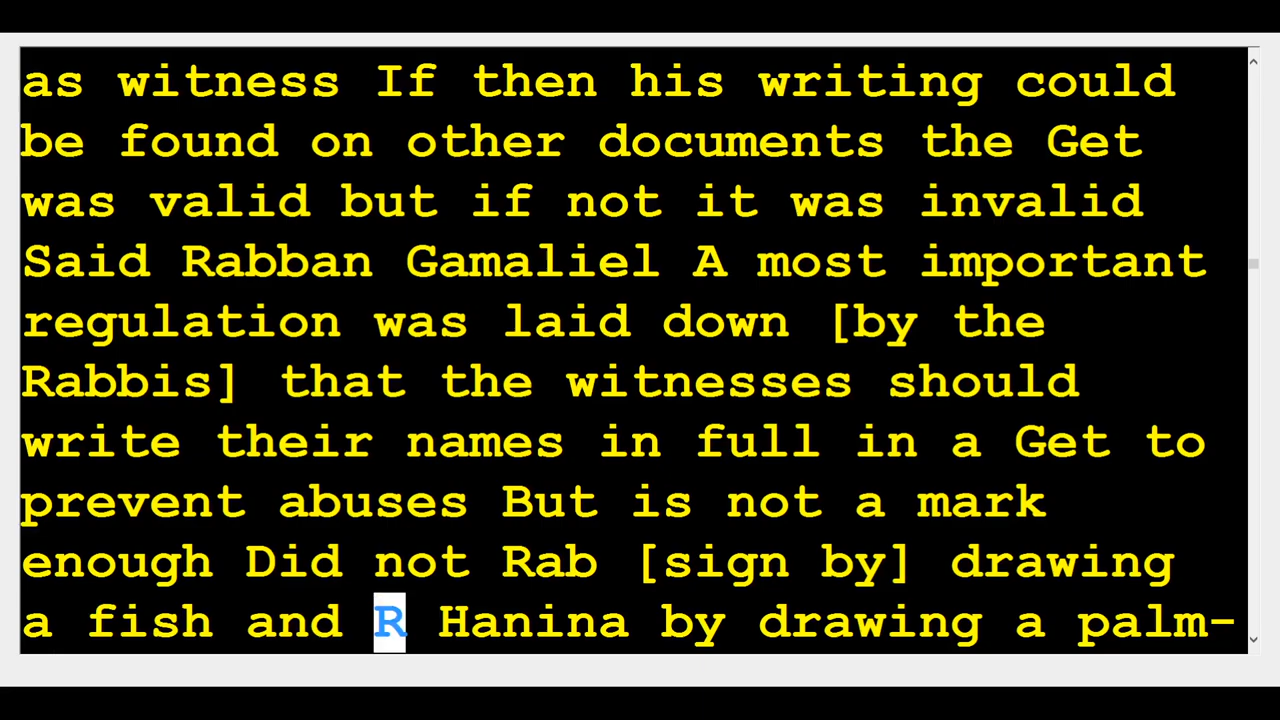 as witness If then his writing could
be found on other documents the Get
was valid but if not it was invalid
Said Rabban Gamaliel A most important
regulation was laid down [by the
Rabbis] that the witnesses should
write their names in full in a Get to
prevent abuses But is not a mark
enough Did not Rab [sign by] drawing
a fish and R Hanina by drawing a palm-